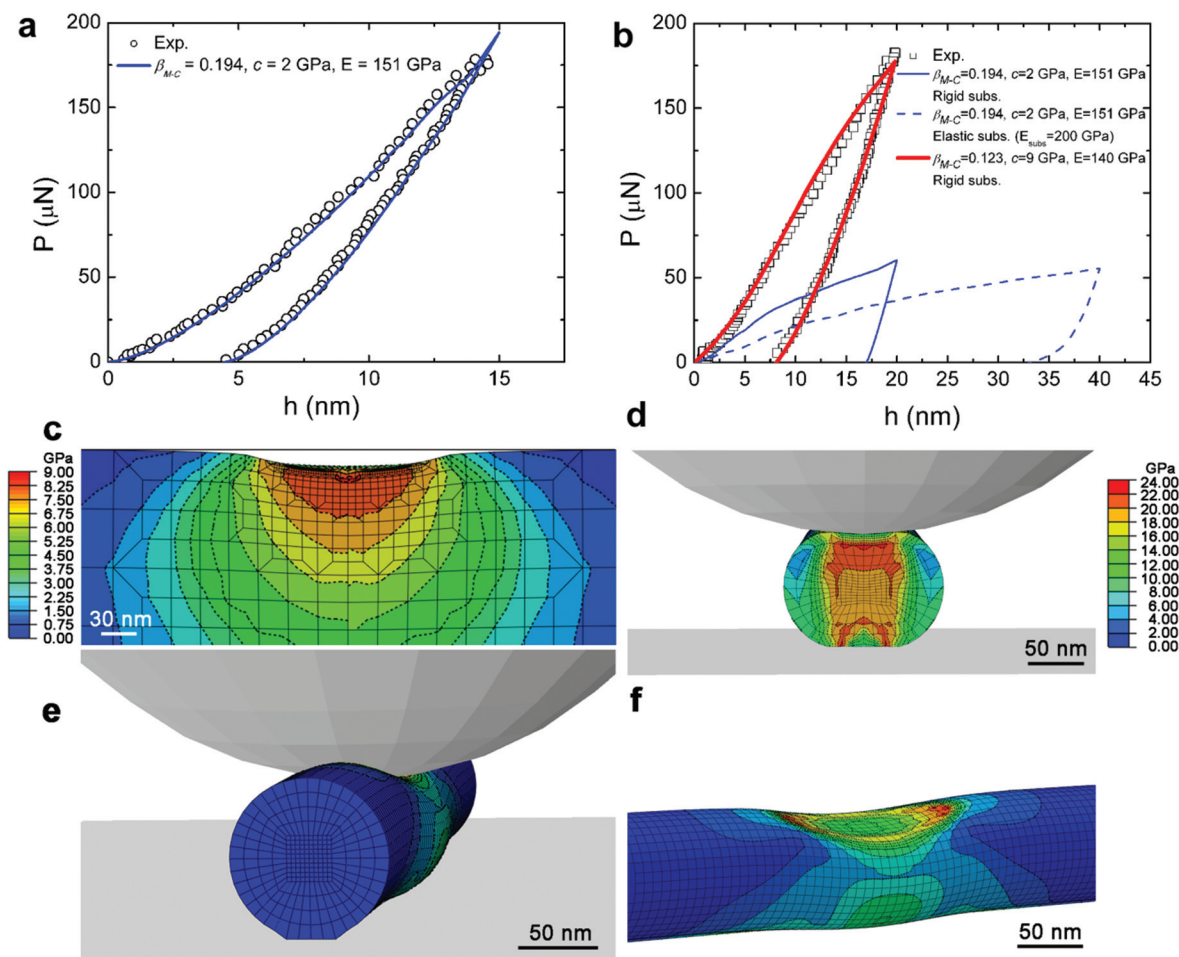 a
200
150
100
50
0
P (μN)
0 5 10 15
h (nm)
Exp.
β_M-C = 0.194, c = 2 GPa, E = 151 GPa
b
200
150
100
50
0
P (μN)
0 5 10 15 20 25 30 35 40 45
h (nm)
Exp.
β_M-C=0.194, c=2 GPa, E=151 GPa
Rigid subs.
β_M-C=0.194, c=2 GPa, E=151 GPa
Elastic subs. (E_subs=200 GPa)
β_M-C=0.123, c=9 GPa, E=140 GPa
Rigid subs.
c
GPa
9.00
8.25
7.50
6.75
6.00
5.25
4.50
3.75
3.00
2.25
1.50
0.75
0.00
30 nm
d
GPa
24.00
22.00
20.00
18.00
16.00
14.00
12.00
10.00
8.00
6.00
4.00
2.00
0.00
50 nm
e
50 nm
f
50 nm